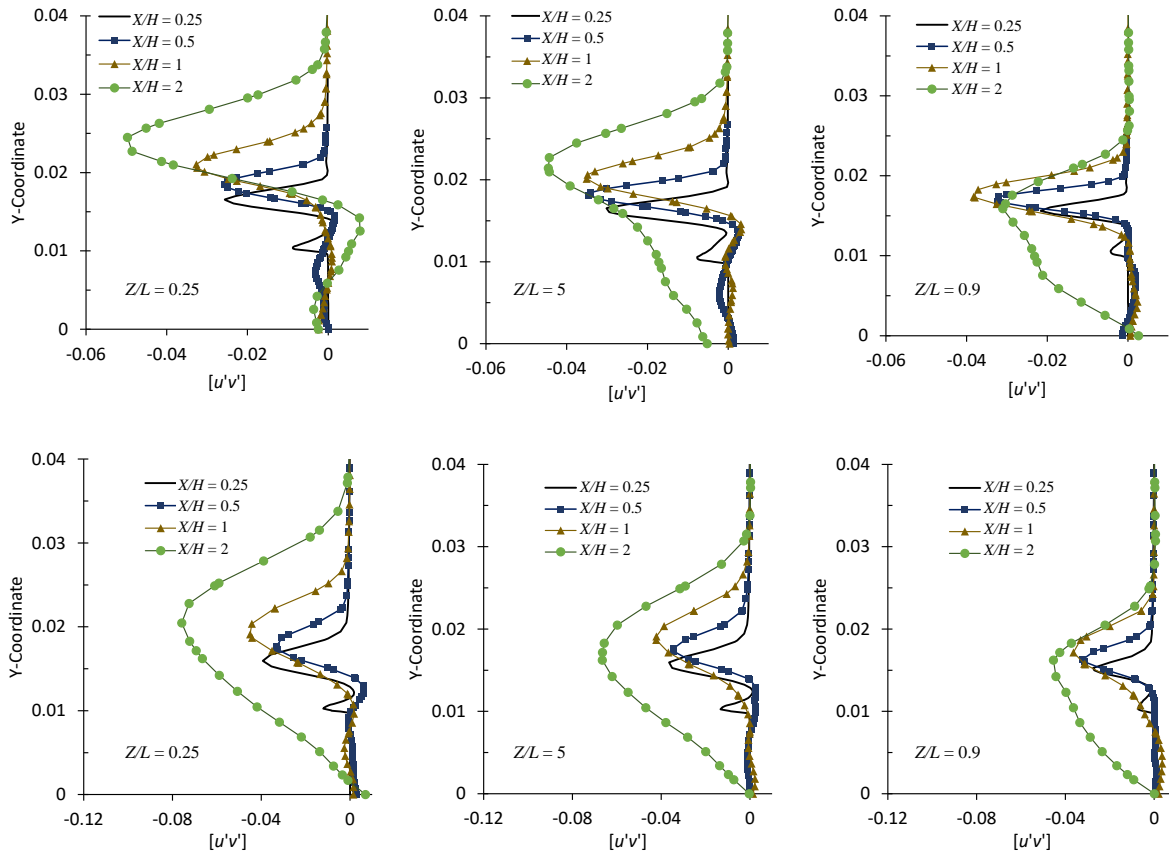 X/H = 0.25
X/H = 0.5
X/H = 1
X/H = 2
0.04
0.03
0.02
0.01
0
Y-Coordinate
Z/L = 0.25
-0.06 -0.04 -0.02 0
[u'v']
X/H = 0.25
X/H = 0.5
X/H = 1
X/H = 2
0.04
0.03
0.02
0.01
0
Y-Coordinate
Z/L = 5
-0.06 -0.04 -0.02 0
[u'v']
X/H = 0.25
X/H = 0.5
X/H = 1
X/H = 2
0.04
0.03
0.02
0.01
0
Y-Coordinate
Z/L = 0.9
-0.06 -0.04 -0.02 0
[u'v']
X/H = 0.25
X/H = 0.5
X/H = 1
X/H = 2
0.04
0.03
0.02
0.01
0
Y-Coordinate
Z/L = 0.25
-0.12 -0.08 -0.04 0
[u'v']
X/H = 0.25
X/H = 0.5
X/H = 1
X/H = 2
0.04
0.03
0.02
0.01
0
Y-Coordinate
Z/L = 5
-0.12 -0.08 -0.04 0
[u'v']
X/H = 0.25
X/H = 0.5
X/H = 1
X/H = 2
0.04
0.03
0.02
0.01
0
Y-Coordinate
Z/L = 0.9
-0.12 -0.08 -0.04 0
[u'v']